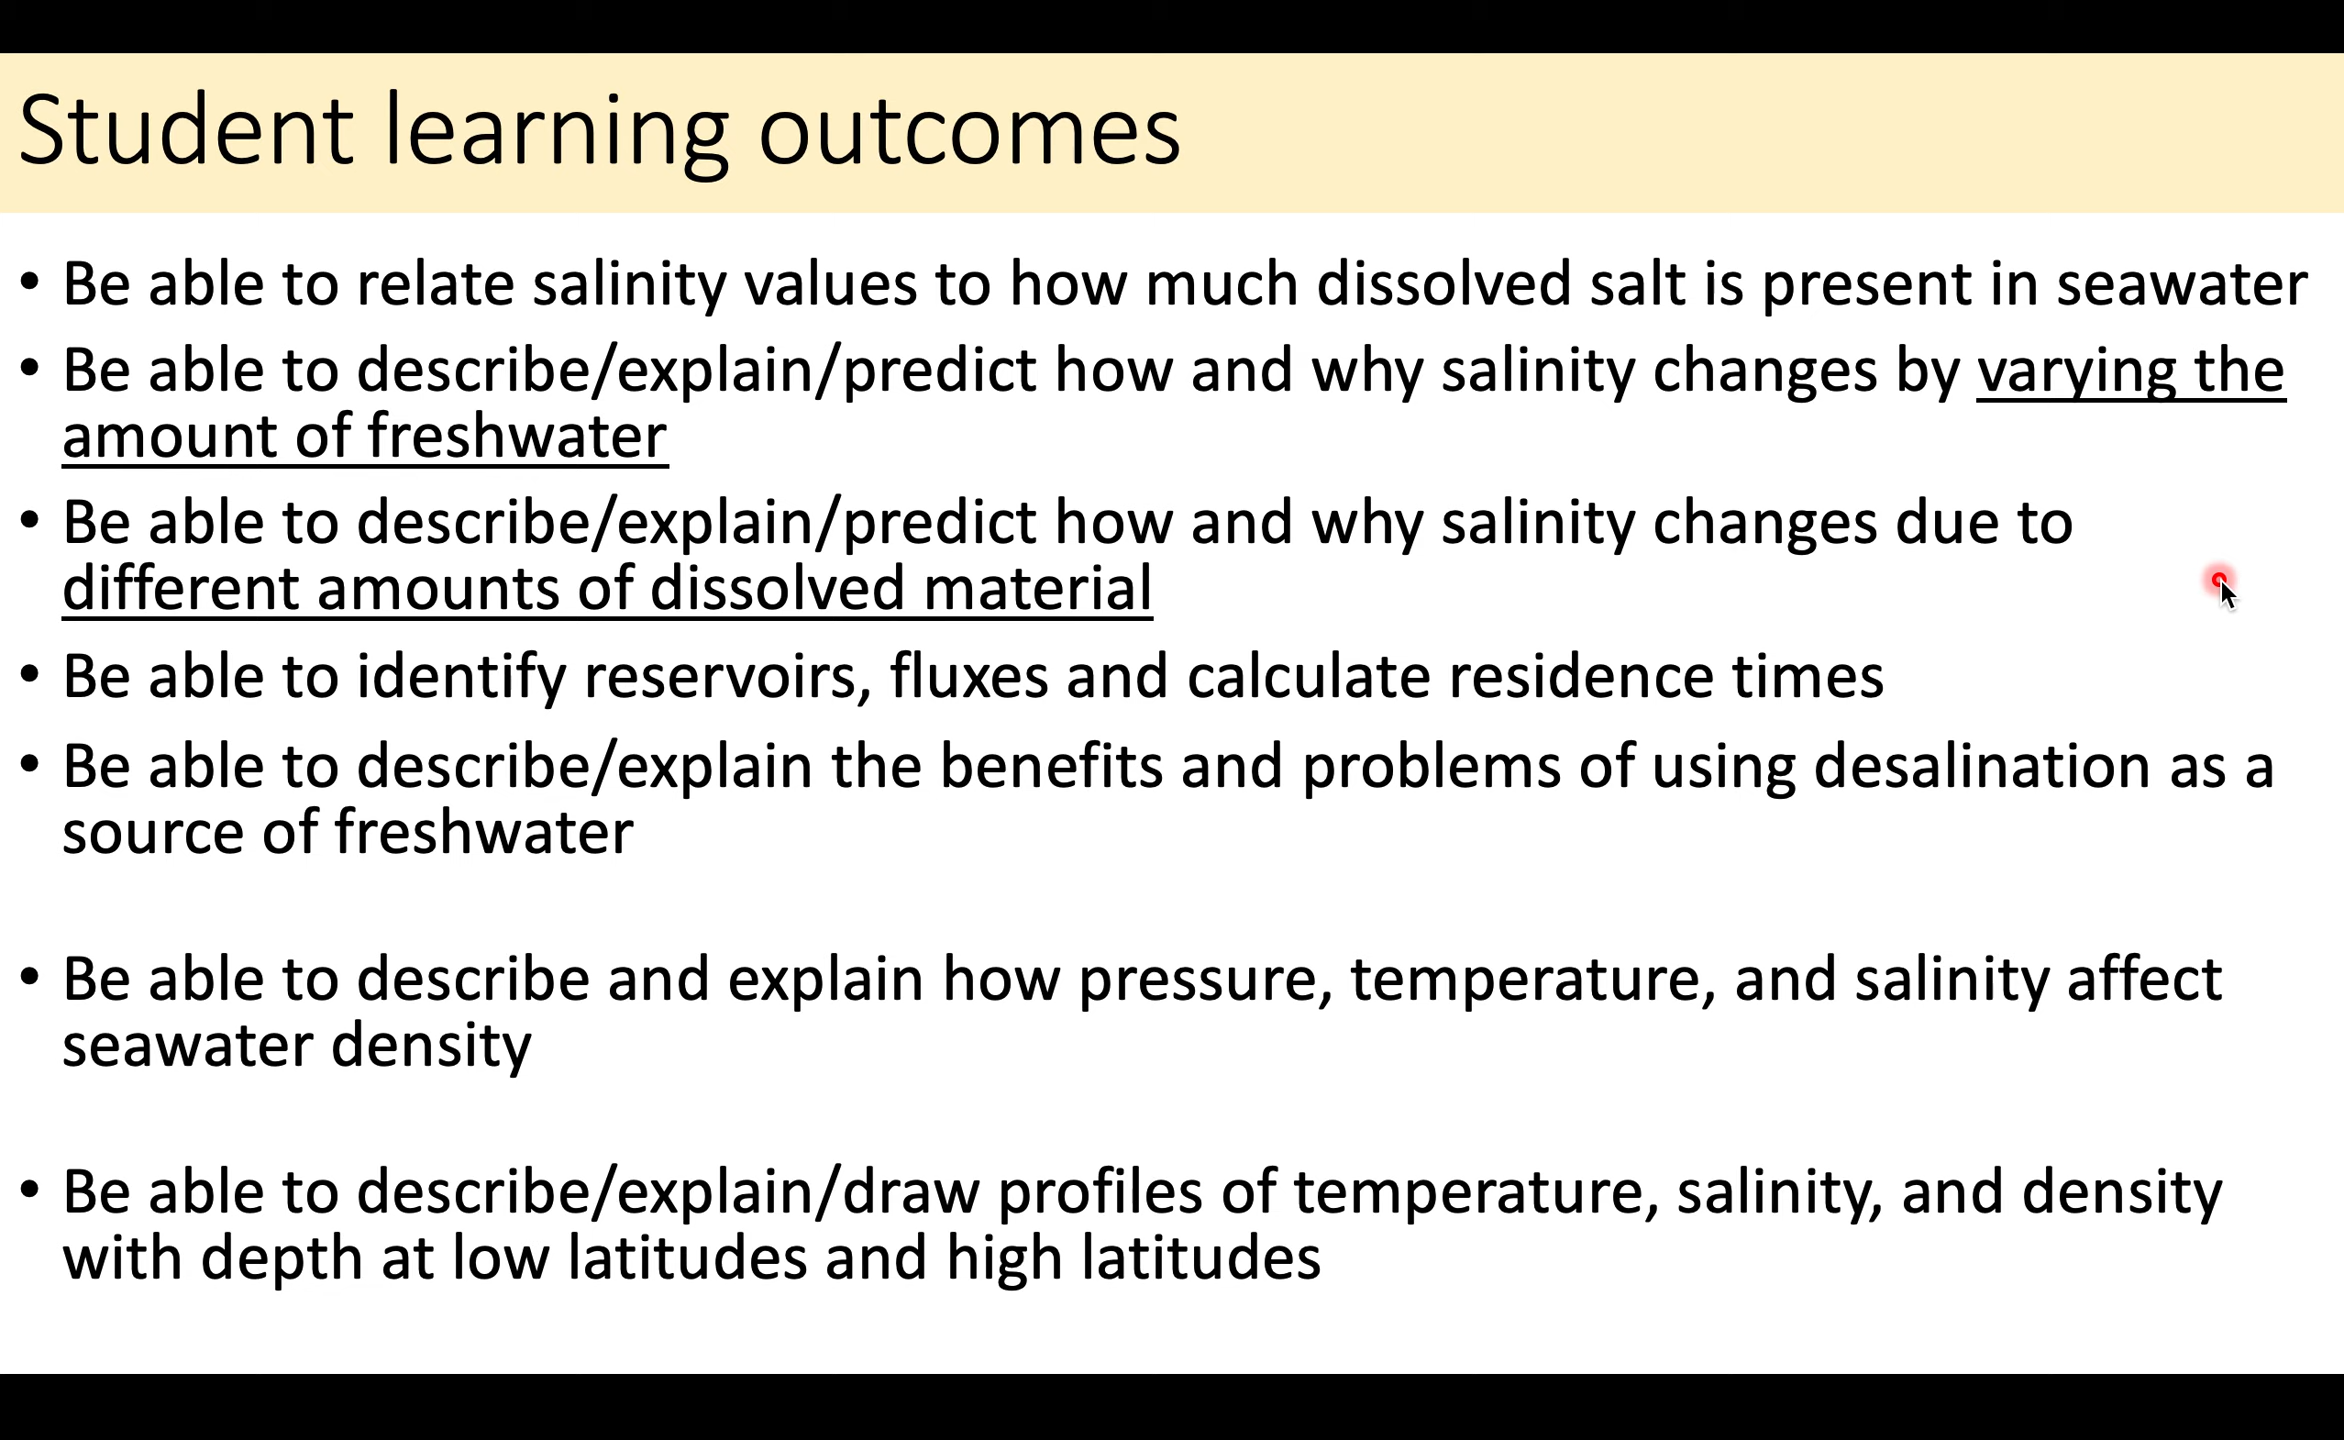 Student learning outcomes
• Be able to relate salinity values to how much dissolved salt is present in seawater
• Be able to describe/explain/predict how and why salinity changes by varying the
amount of freshwater
• Be able to describe/explain/predict how and why salinity changes due to
different amounts of dissolved material
• Be able to identify reservoirs, fluxes and calculate residence times
• Be able to describe/explain the benefits and problems of using desalination as a
source of freshwater
• Be able to describe and explain how pressure, temperature, and salinity affect
seawater density
• Be able to describe/explain/draw profiles of temperature, salinity, and density
with depth at low latitudes and high latitudes